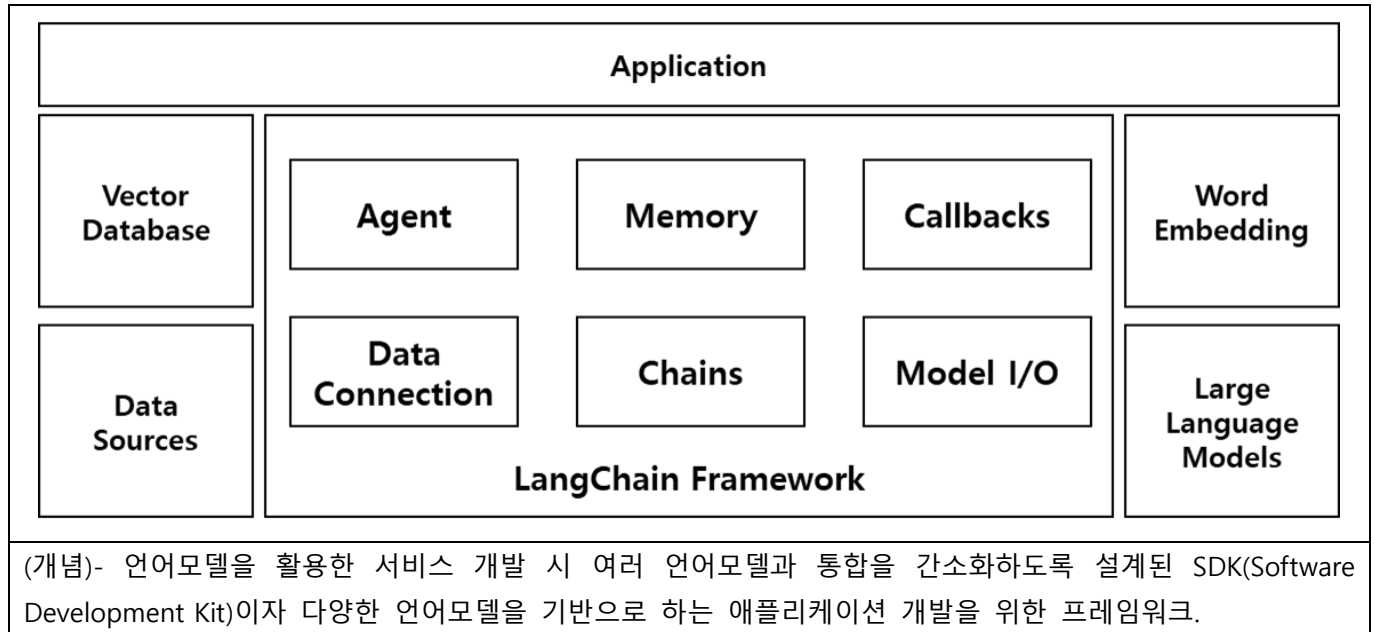 Application
Vector
Database
Agent
Memory
Callbacks
Word
Embedding
Data
Connection
Chains
Model I/O
Data
Sources
Large
Language
Models
LangChain Framework
(개념)- 언어모델을 활용한 서비스 개발 시 여러 언어모델과 통합을 간소화하도록 설계된 SDK(Software
Development Kit)이자 다양한 언어모델을 기반으로 하는 애플리케이션 개발을 위한 프레임워크.